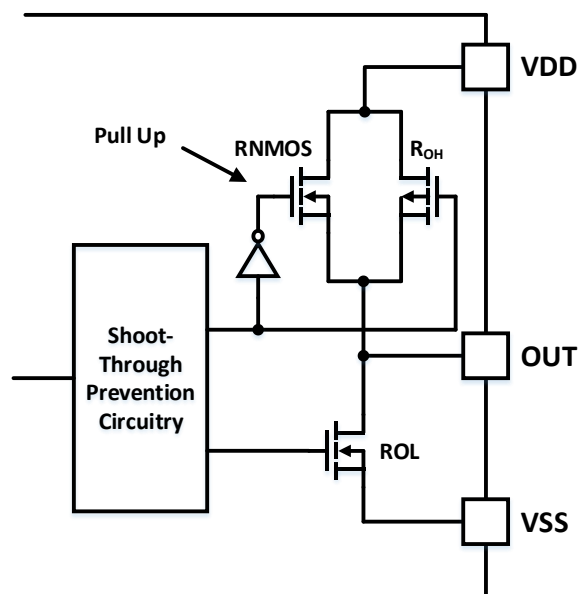 VDD
Pull Up
RNMOS
R_OH
Shoot-
Through
Prevention
Circuitry
OUT
ROL
VSS